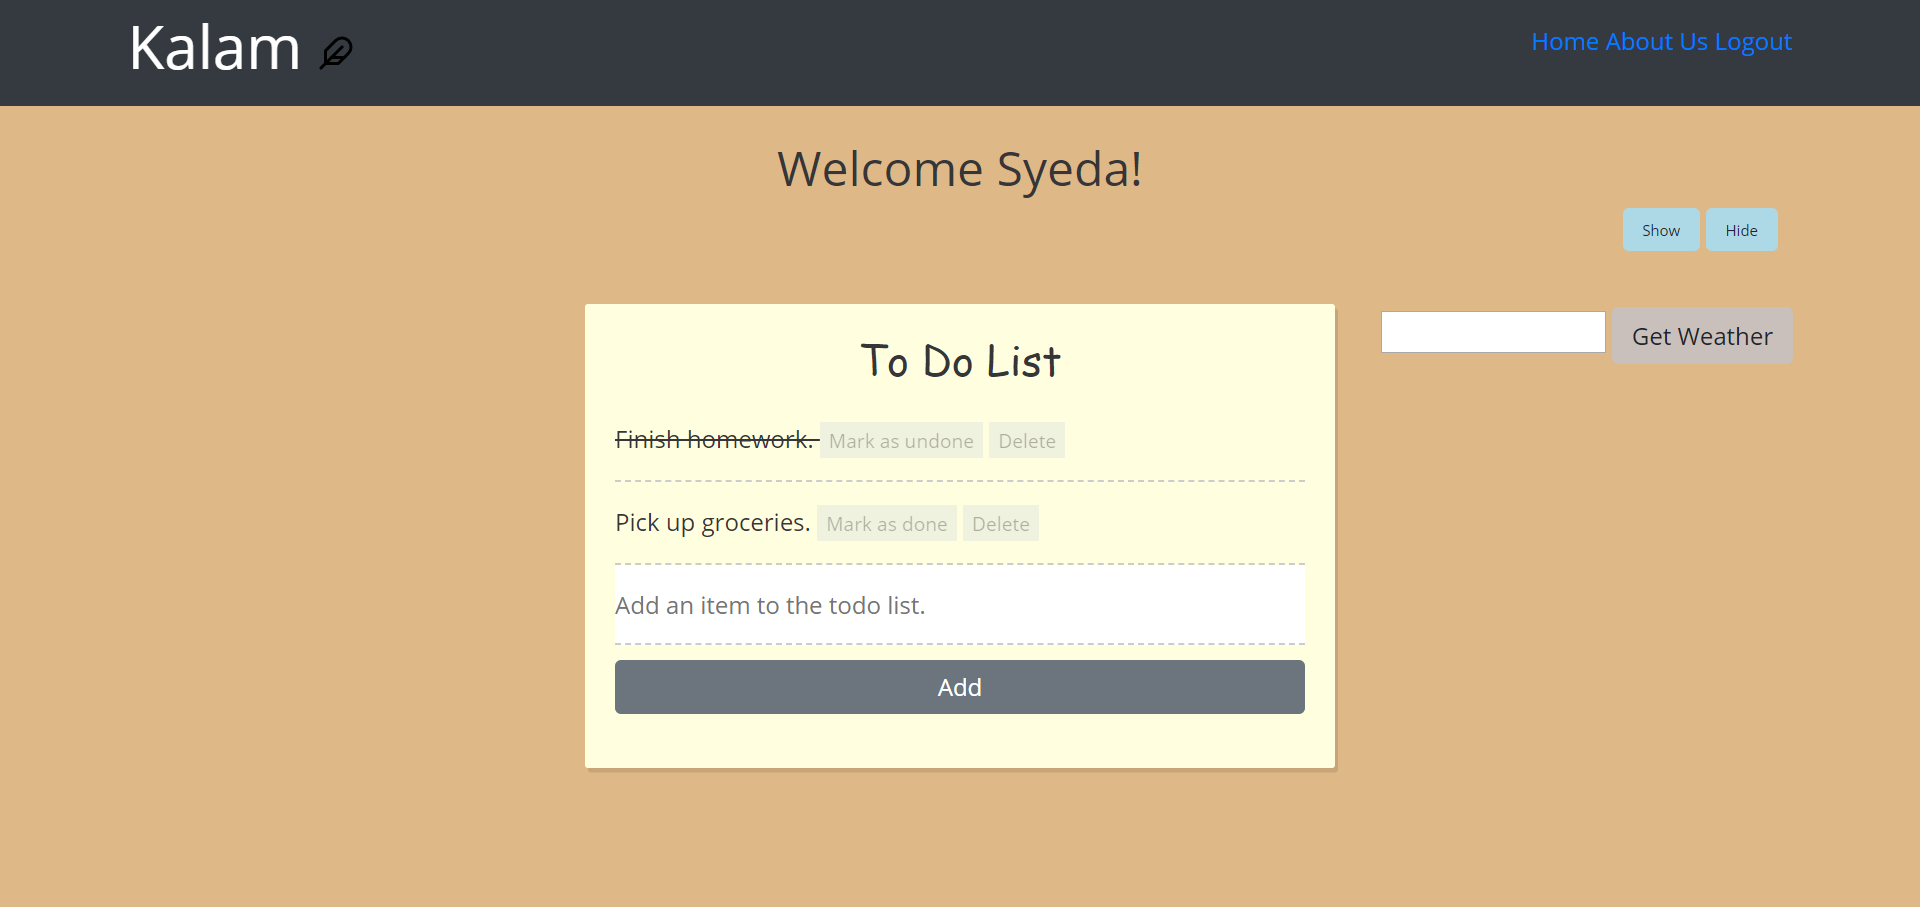 Kalam
Home About Us Logout
Welcome Syeda!
Show Hide
To Do List
Get Weather
Finish homework. Mark as undone Delete
Pick up groceries. Mark as done Delete
Add an item to the todo list.
Add